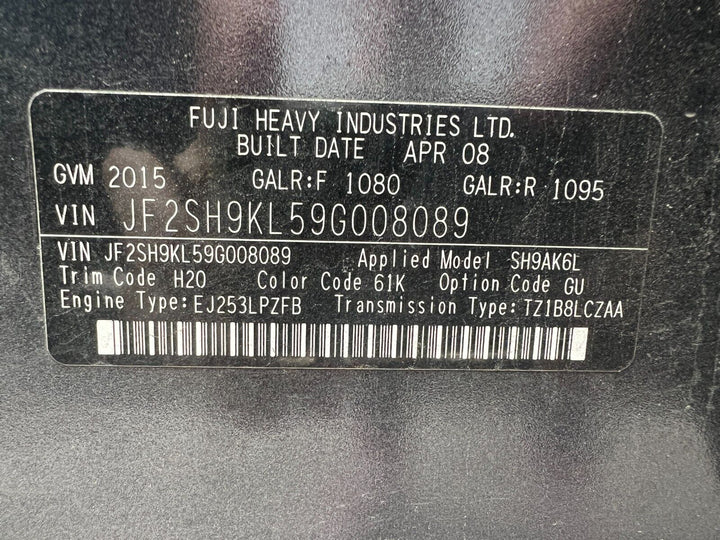 FUJI HEAVY INDUSTRIES LTD.
BUILT DATE APR 08
GVM 2015 GALR:F 1080 GALR:R 1095
VIN JF2SH9KL59G008089
VIN JF2SH9KL59G008089 Applied Model SH9AK6L
Trim Code H20 Color Code 61K Option Code GU
Engine Type:EJ253LPZFB Transmission Type:TZ1B8LCZAA